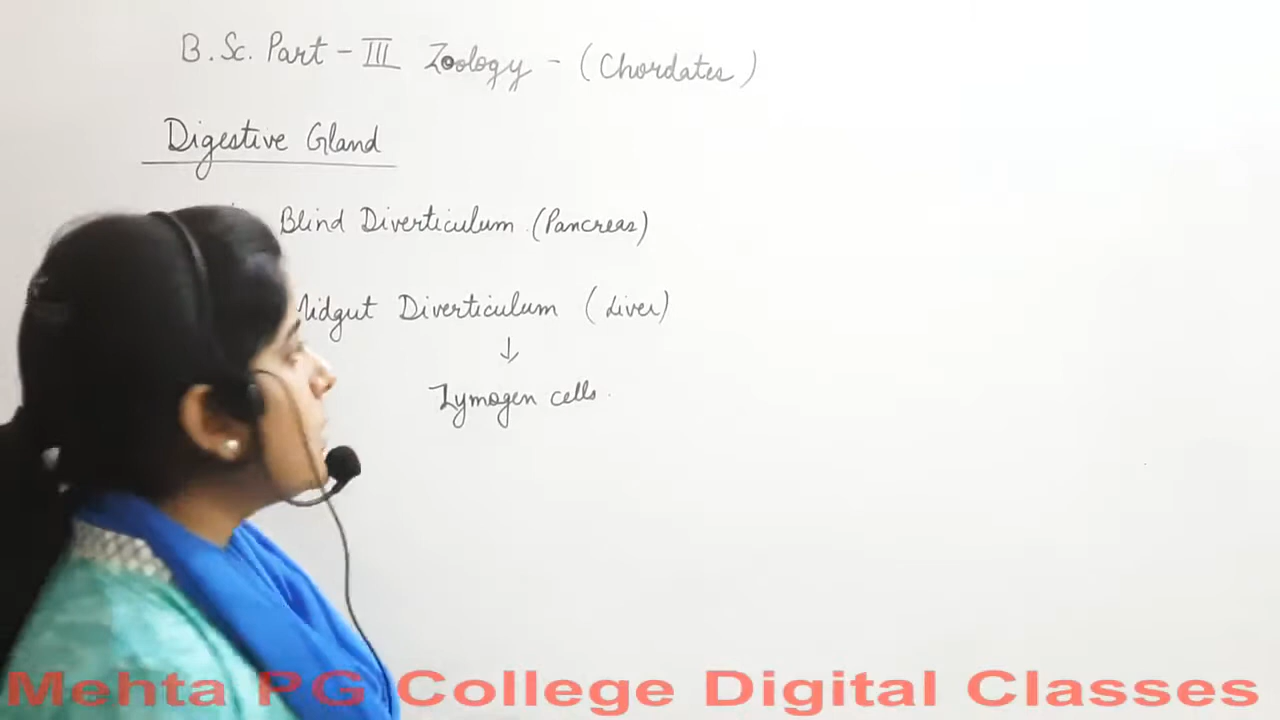 B.Sc. Part - III Zoology - (Chordates)
Digestive Gland
Blind Diverticulum (Pancreas)
Midgut Diverticulum (Liver)
↓
Zymogen cells.
Mehta PG College Digital Classes